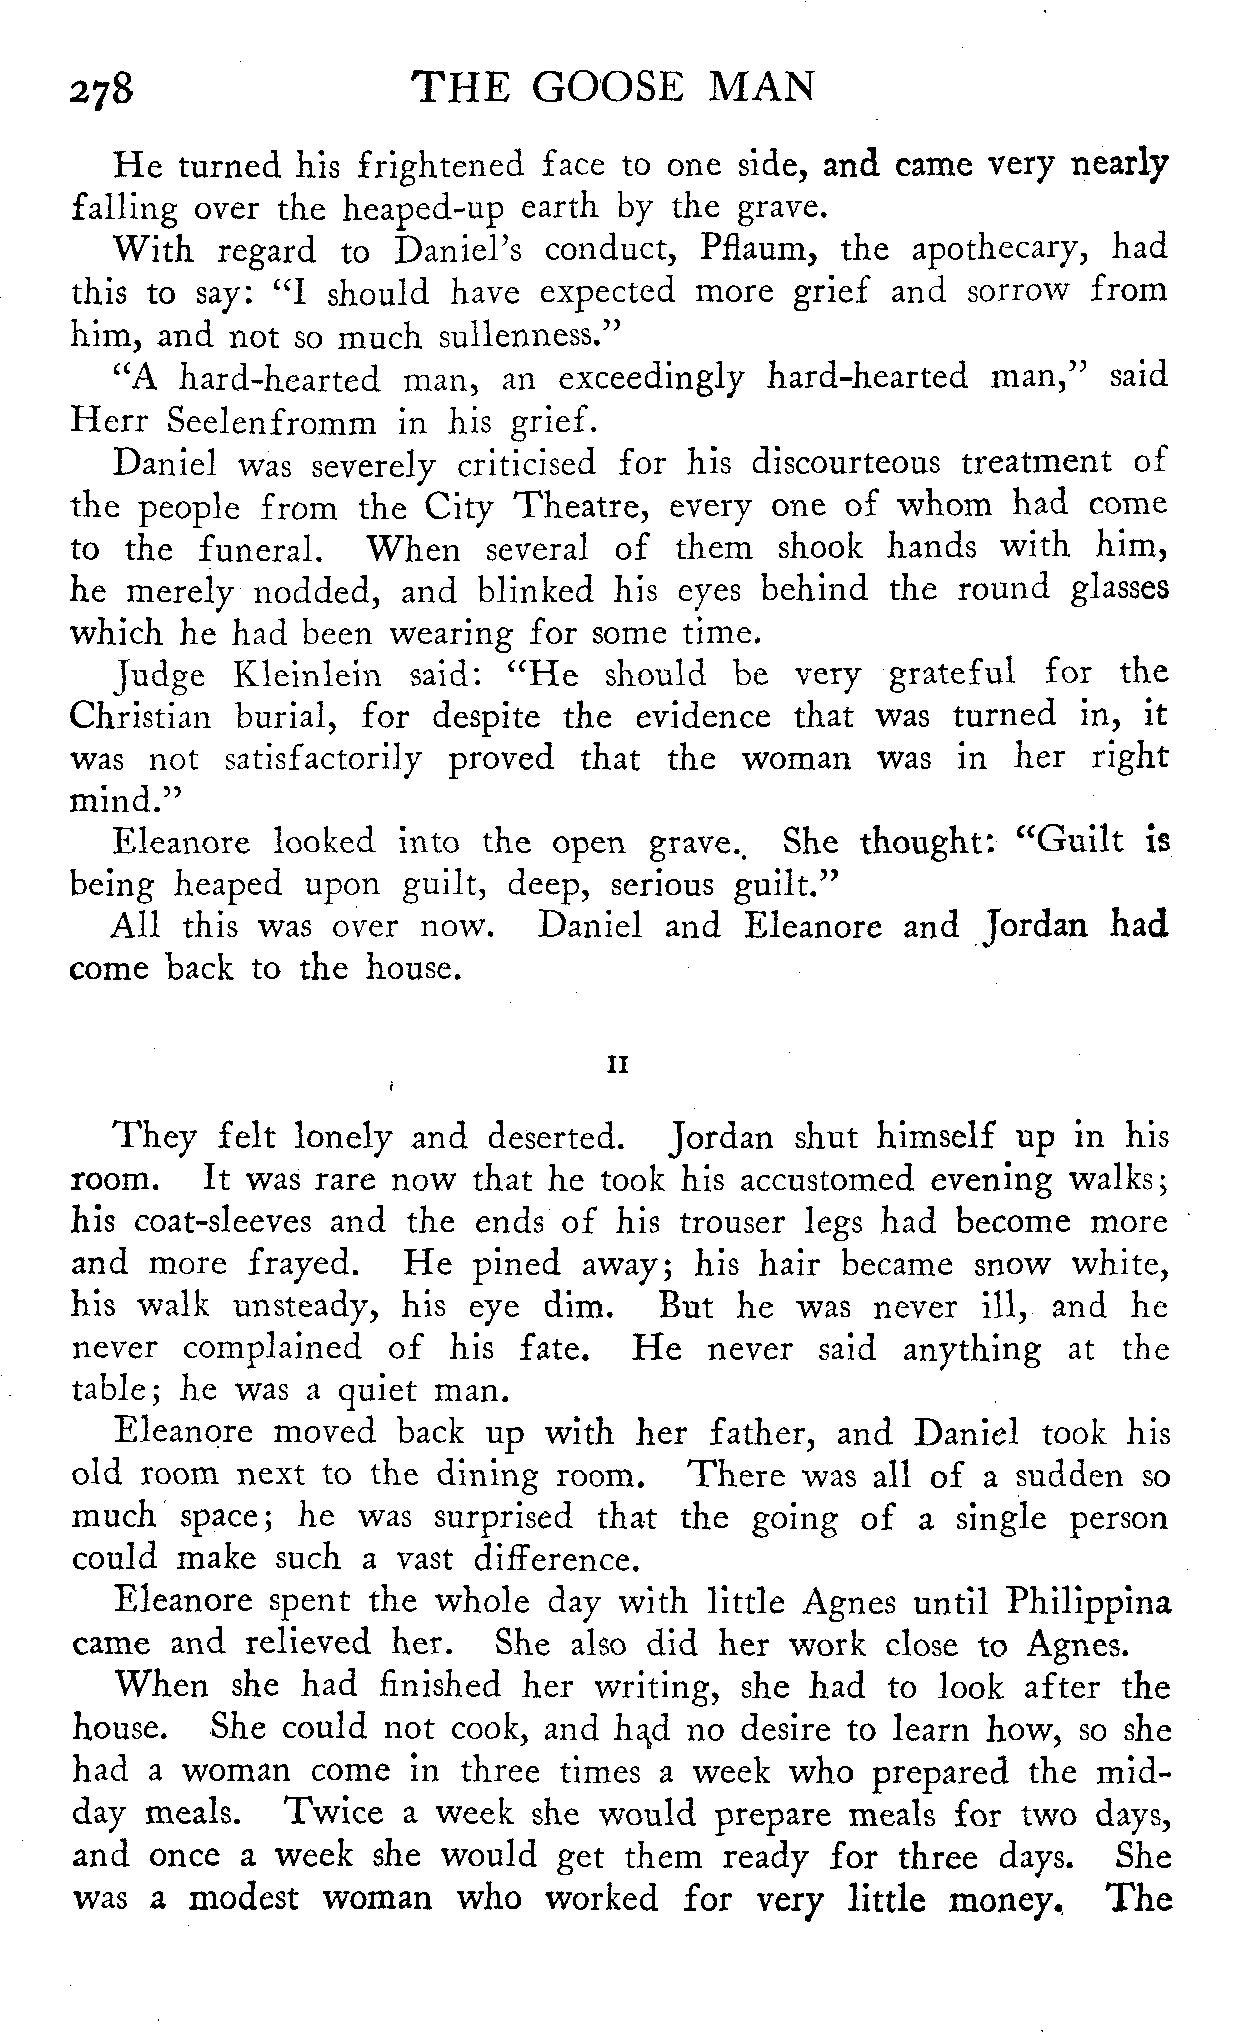 278 THE GOOSE MAN
He turned his frightened face to one side, and came very nearly
falling over the heaped-up earth by the grave.
With regard to Daniel's conduct, Pflaum, the apothecary, had
this to say: "I should have expected more grief and sorrow from
him, and not so much sullenness."
"A hard-hearted man, an exceedingly hard-hearted man," said
Herr Seelenfromm in his grief.
Daniel was severely criticised for his discourteous treatment of
the people from the City Theatre, every one of whom had come
to the funeral. When several of them shook hands with him,
he merely nodded, and blinked his eyes behind the round glasses
which he had been wearing for some time.
Judge Kleinlein said: "He should be very grateful for the
Christian burial, for despite the evidence that was turned in, it
was not satisfactorily proved that the woman was in her right
mind."
Eleanore looked into the open grave. She thought: "Guilt is
being heaped upon guilt, deep, serious guilt."
All this was over now. Daniel and Eleanore and Jordan had
come back to the house.
II
They felt lonely and deserted. Jordan shut himself up in his
room. It was rare now that he took his accustomed evening walks;
his coat-sleeves and the ends of his trouser legs had become more
and more frayed. He pined away; his hair became snow white,
his walk unsteady, his eye dim. But he was never ill, and he
never complained of his fate. He never said anything at the
table; he was a quiet man.
Eleanore moved back up with her father, and Daniel took his
old room next to the dining room. There was all of a sudden so
much space; he was surprised that the going of a single person
could make such a vast difference.
Eleanore spent the whole day with little Agnes until Philippina
came and relieved her. She also did her work close to Agnes.
When she had finished her writing, she had to look after the
house. She could not cook, and had no desire to learn how, so she
had a woman come in three times a week who prepared the mid-
day meals. Twice a week she would prepare meals for two days,
and once a week she would get them ready for three days. She
was a modest woman who worked for very little money. The